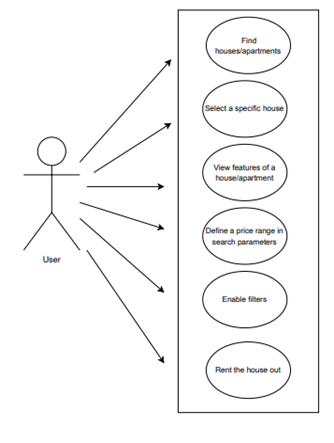 Find
houses/apartments
Select a specific house
View features of a
house/apartment
Define a price range in
search parameters
User
Enable filters
Rent the house out